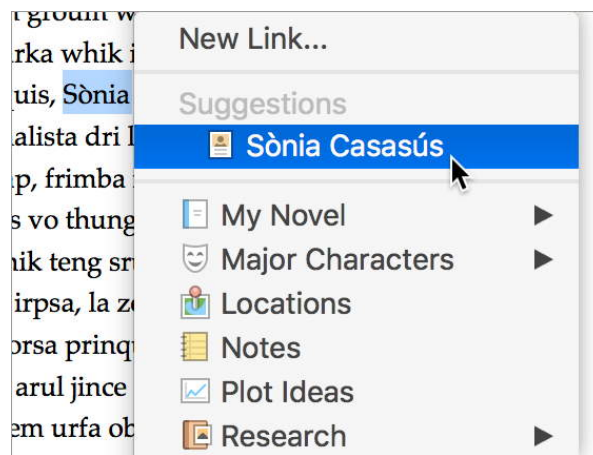 rka whik i
New Link...
uis, Sònia
Suggestions
alista dri l
Sònia Casasús
p, frimba
s vo thung
My Novel
nik teng sr
Major Characters
irpsa, la z
Locations
orsa prinq
Notes
arul jince
Plot Ideas
em urfa ob
Research